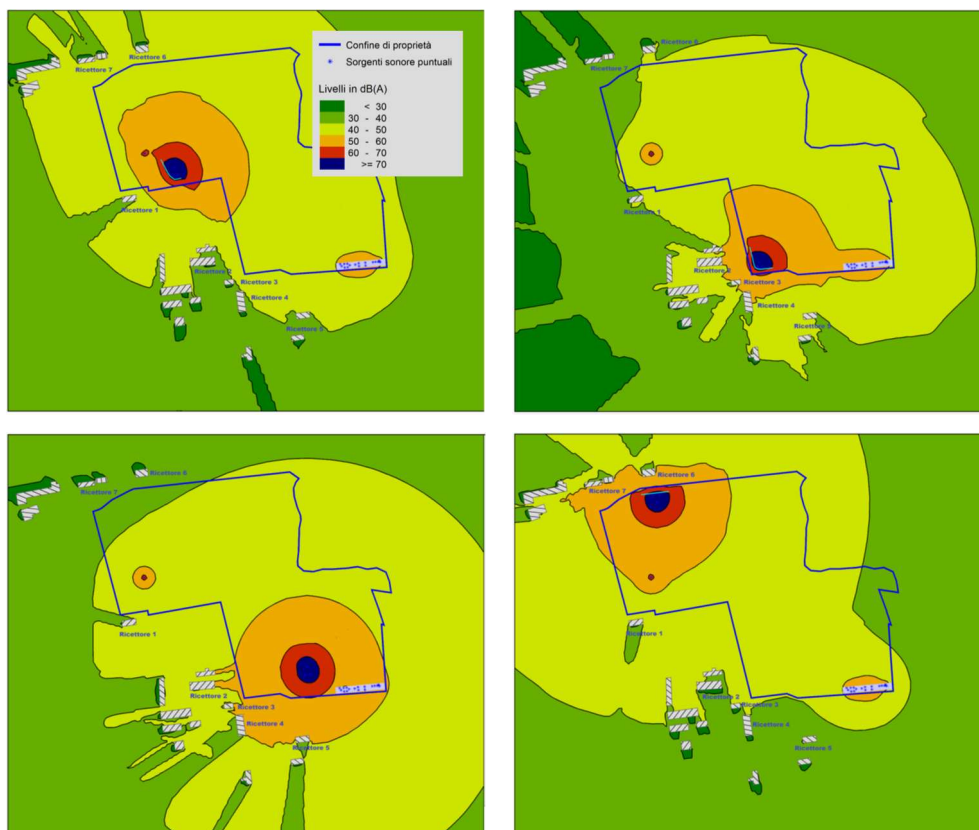 Ricettore 6
Ricettore 7
Confine di proprietà
Sorgenti sonore puntuali
Livelli in dB(A)
< 30
30 - 40
40 - 50
50 - 60
60 - 70
>= 70
Ricettore 1
Ricettore 2
Ricettore 3
Ricettore 4
Ricettore 5
Ricettore 6
Ricettore 7
Ricettore 1
Ricettore 2
Ricettore 3
Ricettore 4
Ricettore 5
Ricettore 6
Ricettore 7
Ricettore 1
Ricettore 2
Ricettore 3
Ricettore 4
Ricettore 5
Ricettore 6
Ricettore 7
Ricettore 1
Ricettore 2
Ricettore 3
Ricettore 4
Ricettore 5